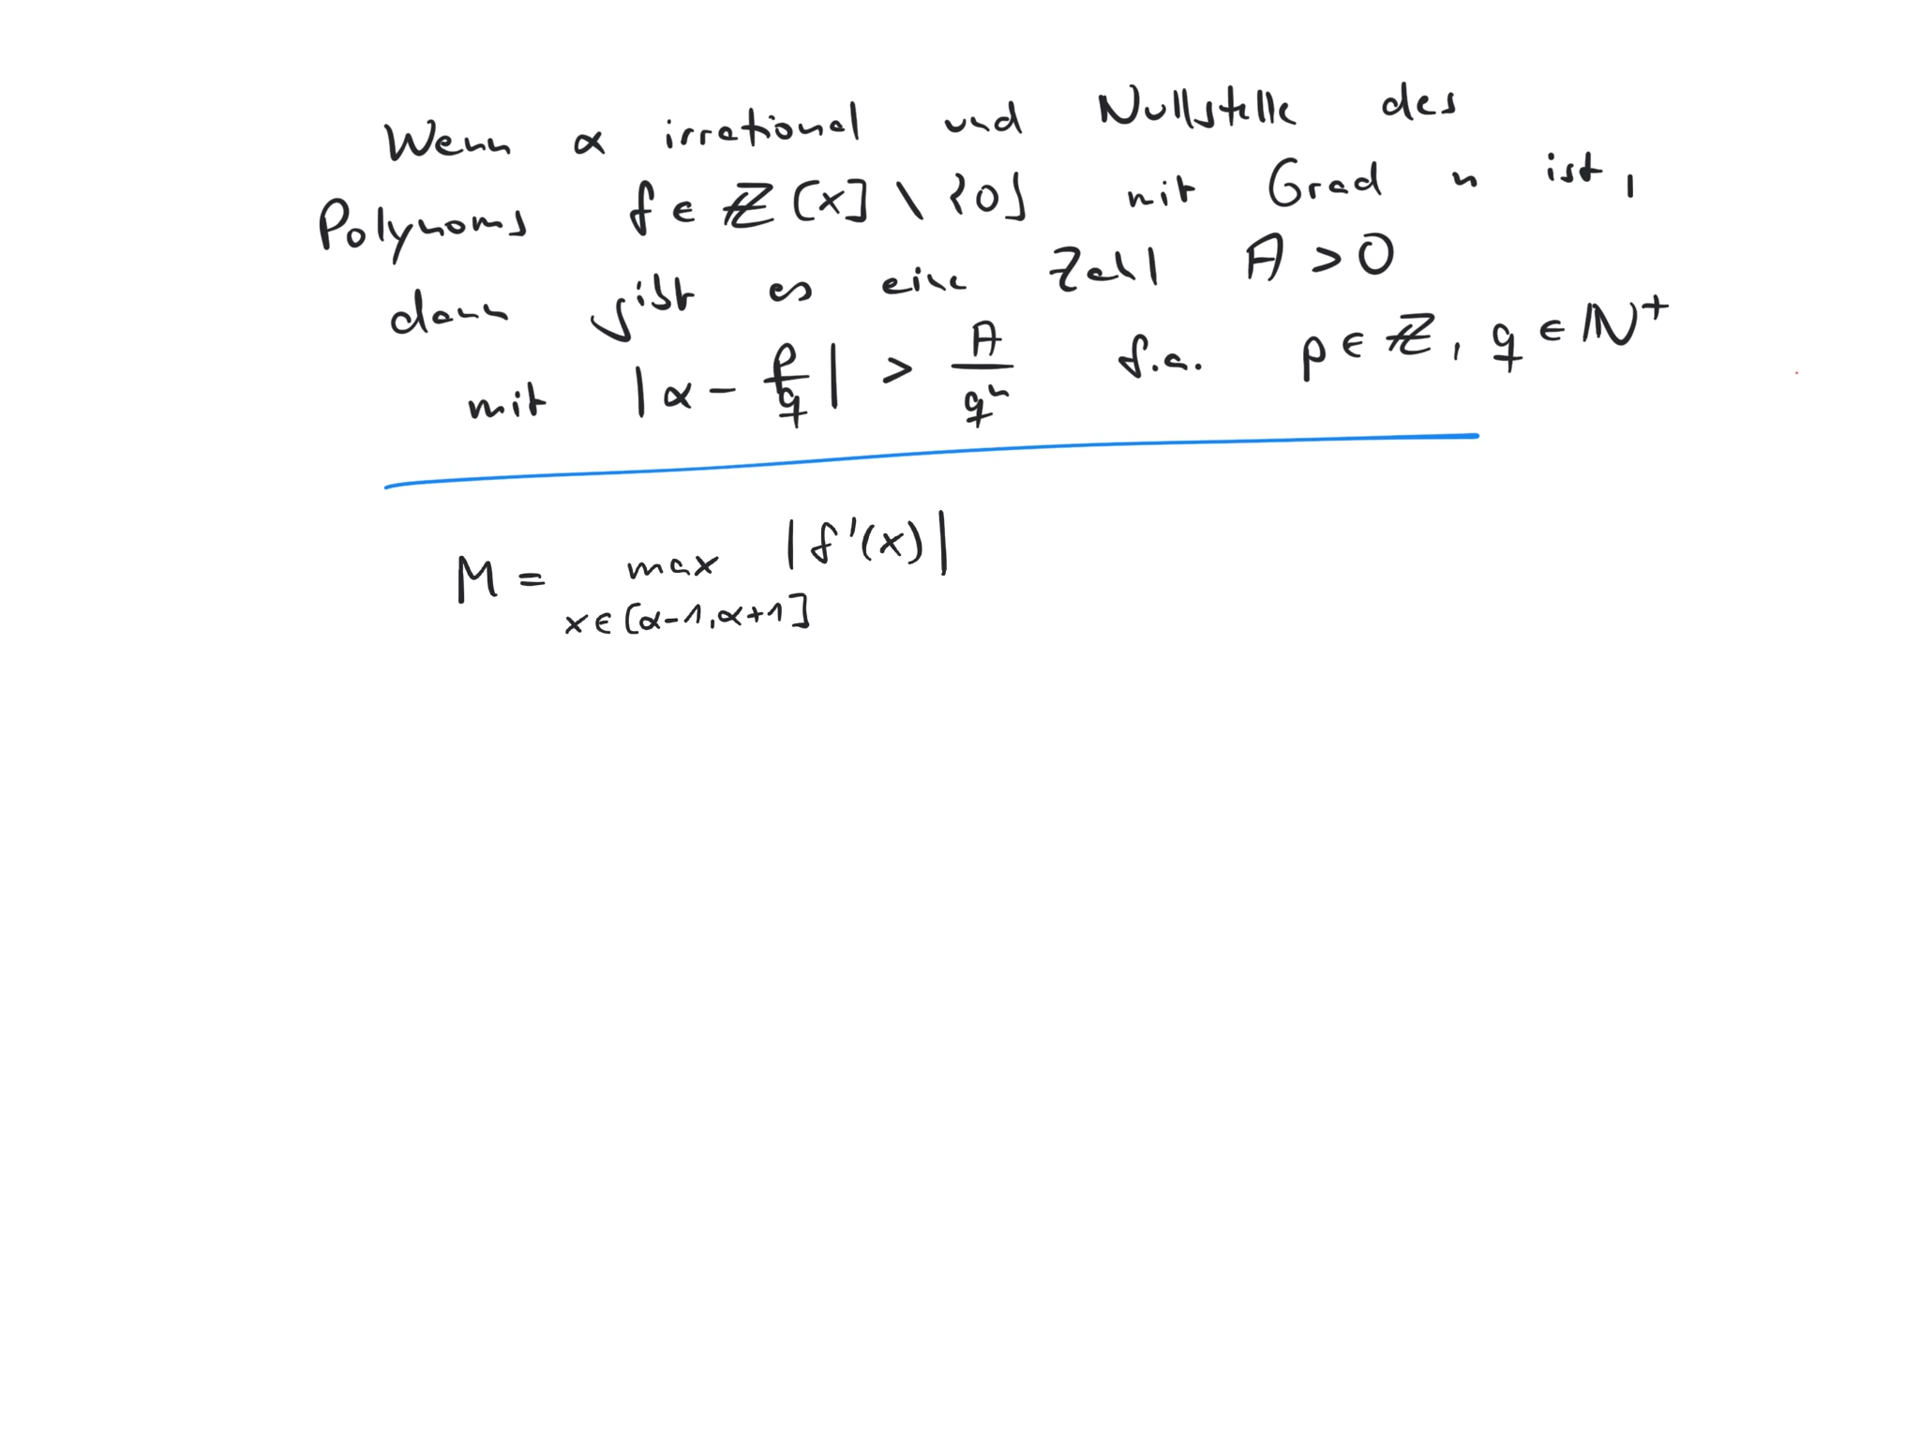 Wenn α irrational und Nullstelle des
Polynoms f ∈ ℤ[x] \ {0} mit Grad n ist,
dann gibt es eine Zahl A > 0
mit |α - p/q| > A/qⁿ f.a. p ∈ ℤ, q ∈ ℕ⁺
M = max |f'(x)|
x ∈ [α-1, α+1]